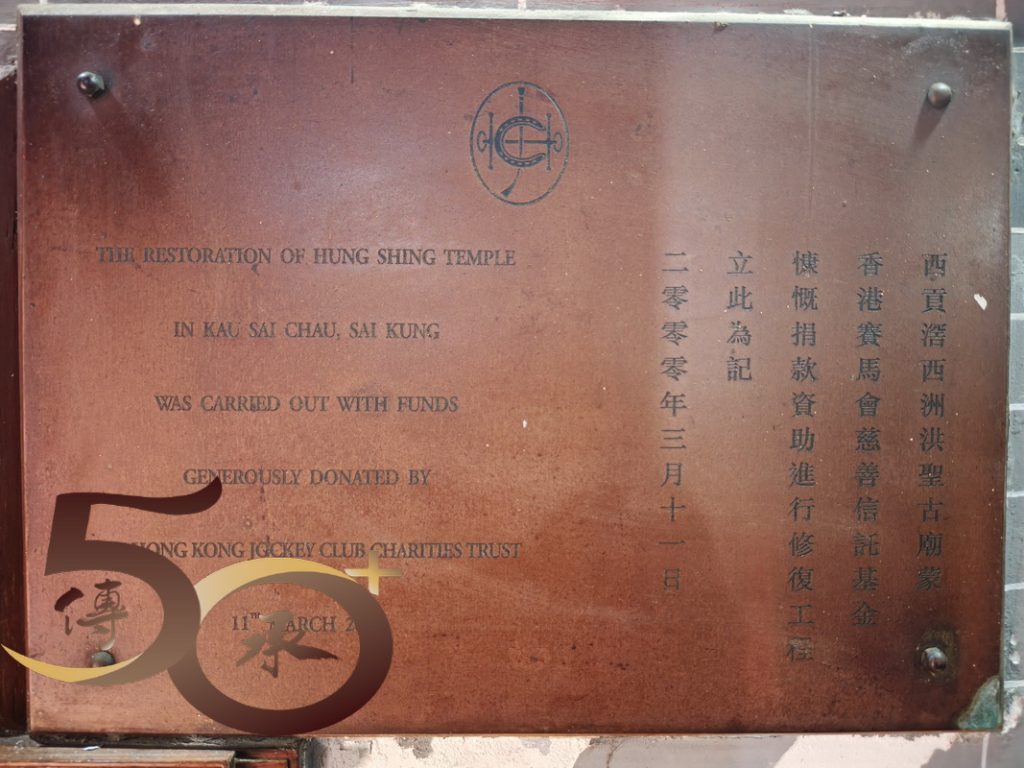 THE RESTORATION OF HUNG SHING TEMPLE
IN KAU SAI CHAU, SAI KUNG
WAS CARRIED OUT WITH FUNDS
GENEROUSLY DONATED BY
HONG KONG JOCKEY CLUB CHARITIES TRUST
11TH MARCH
西貢滘西洲洪聖古廟蒙
香港賽馬會慈善信託基金
慷慨捐款資助進行修復工程
立此為記
二零零零年三月十一日
50+
傳承